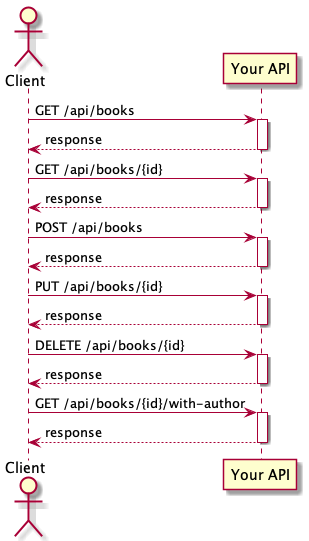 Client
Your API
GET /api/books
response
GET /api/books/{id}
response
POST /api/books
response
PUT /api/books/{id}
response
DELETE /api/books/{id}
response
GET /api/books/{id}/with-author
response
Client
Your API